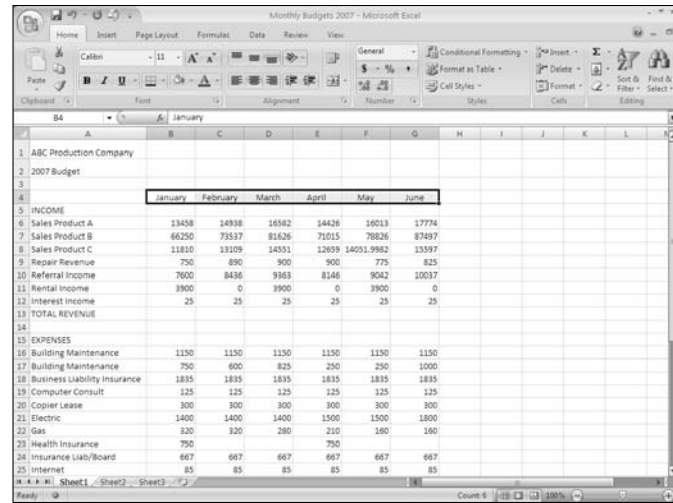 Monthly Budgets 2007 - Microsoft Excel
Home Insert Page Layout Formulas Data Review View
Calibri 11 General Conditional Formatting Insert Σ
Paste B I U A $ % , Format as Table Delete Sort & Filter Find & Select
Cell Styles Format
Clipboard Font Alignment Number Styles Cells Editing
B4 fx January
A B C D E F G H I J K L
1 ABC Production Company
2 2007 Budget
3
4 January February March April May June
5 INCOME
6 Sales Product A 13458 14938 16582 14426 16013 17774
7 Sales Product B 66250 73537 81626 71015 78826 87497
8 Sales Product C 11810 13109 14551 12659 14051.9982 15597
9 Repair Revenue 750 890 900 900 775 825
10 Referral Income 7600 8436 9363 8146 9042 10037
11 Rental Income 3900 0 3900 0 3900 0
12 Interest Income 25 25 25 25 25 25
13 TOTAL REVENUE
14
15 EXPENSES
16 Building Maintenance 1150 1150 1150 1150 1150 1150
17 Building Maintenance 750 600 825 250 250 1000
18 Business Liability Insurance 1835 1835 1835 1835 1835 1835
19 Computer Consult 125 125 125 125 125 125
20 Copier Lease 300 300 300 300 300 300
21 Electric 1400 1400 1400 1500 1500 1800
22 Gas 320 320 280 210 160 160
23 Health Insurance 750 750
24 Insurance Liab/Board 667 667 667 667 667 667
25 Internet 85 85 85 85 85 85
Sheet1 Sheet2 Sheet3
Ready Count: 6 100%